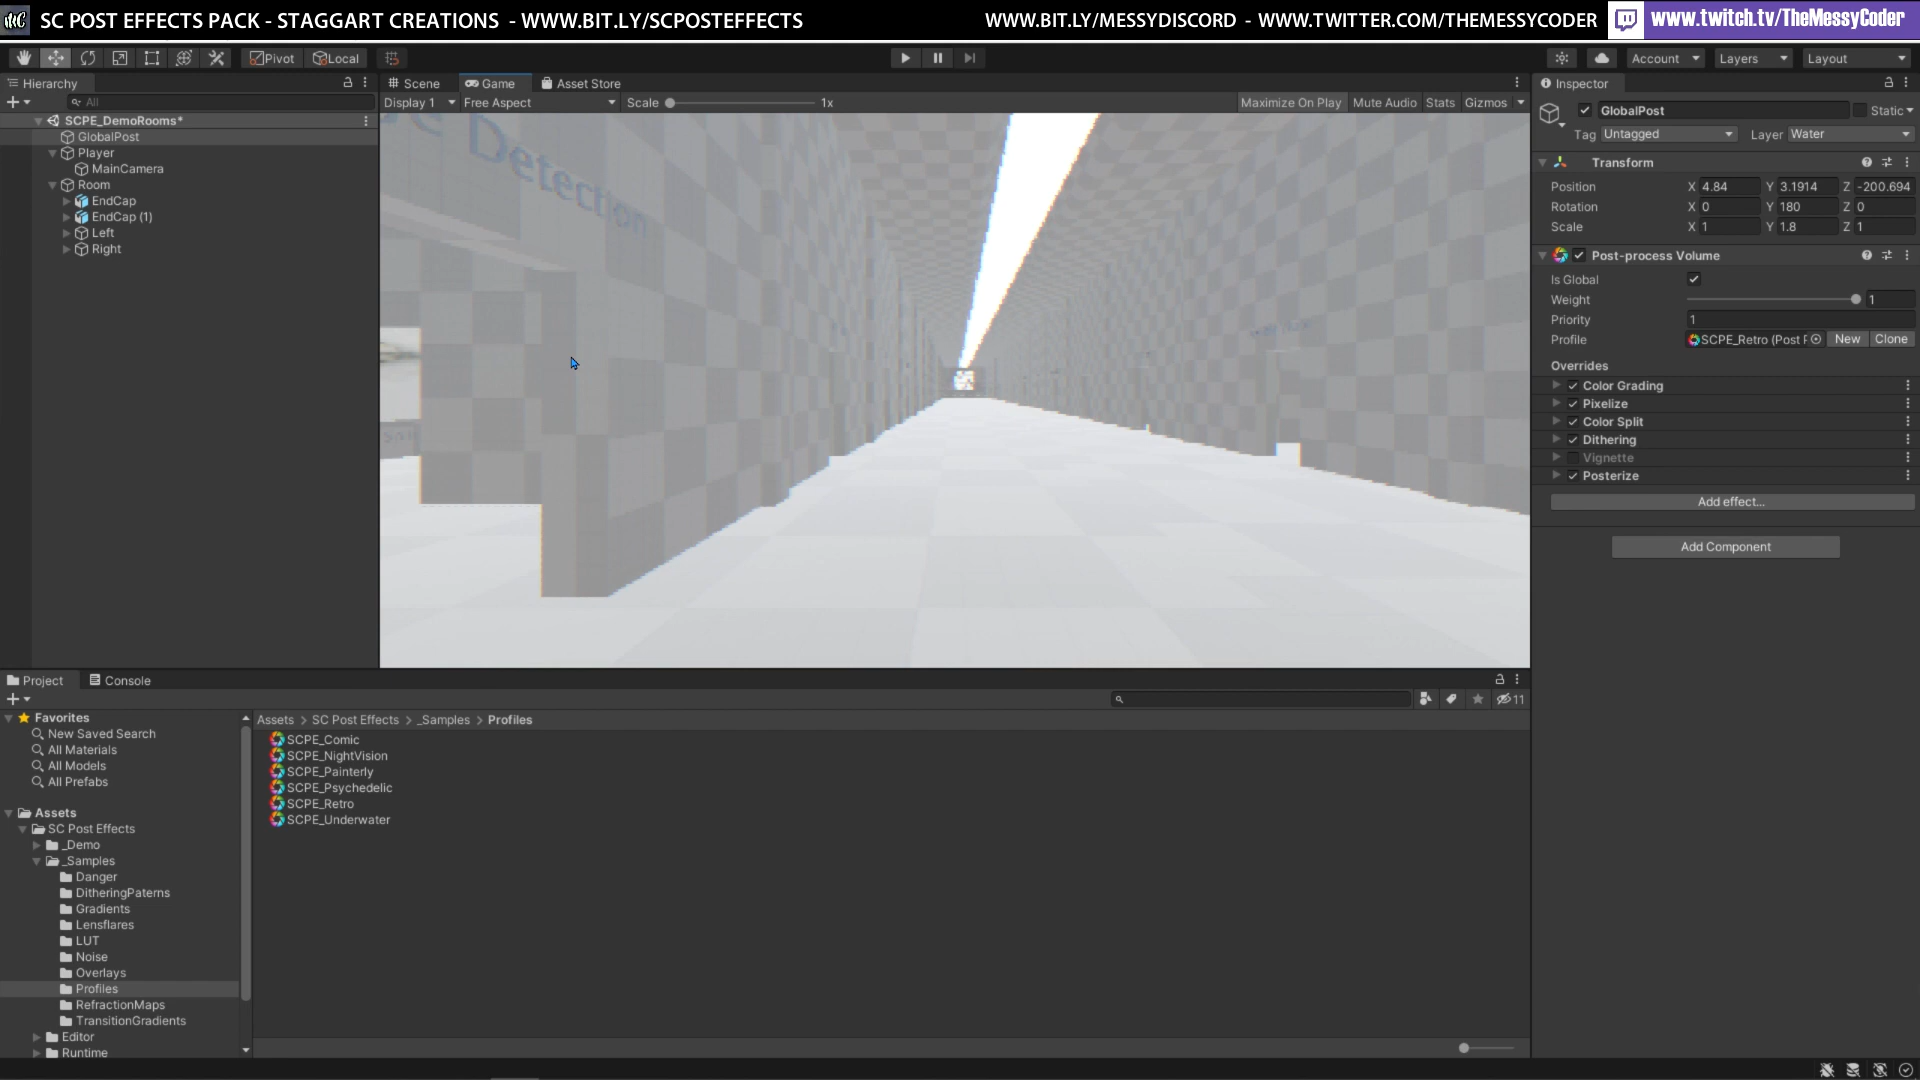 MC SC POST EFFECTS PACK - STAGGART CREATIONS - WWW.BIT.LY/SCPOSTEFFECTS
WWW.BIT.LY/MESSYDISCORD - WWW.TWITTER.COM/THEMESSYCODER
www.twitch.tv/TheMessyCoder
Pivot Local
Account Layers Layout
Hierarchy
All
SCPE_DemoRooms*
GlobalPost
Player
MainCamera
Room
EndCap
EndCap (1)
Left
Right
Scene Game Asset Store
Display 1 Free Aspect Scale 1x Maximize On Play Mute Audio Stats Gizmos
Detection
Inspector
GlobalPost Static
Tag Untagged Layer Water
Transform
Position X 4.84 Y 3.1914 Z -200.694
Rotation X 0 Y 180 Z 0
Scale X 1 Y 1.8 Z 1
Post-process Volume
Is Global
Weight 1
Priority 1
Profile SCPE_Retro (Post F New Clone
Overrides
Color Grading
Pixelize
Color Split
Dithering
Vignette
Posterize
Add effect...
Add Component
Project Console
11
Favorites
New Saved Search
All Materials
All Models
All Prefabs
Assets
SC Post Effects
_Demo
_Samples
Danger
DitheringPaterns
Gradients
Lensflares
LUT
Noise
Overlays
Profiles
RefractionMaps
TransitionGradients
Editor
Runtime
Assets > SC Post Effects > _Samples > Profiles
SCPE_Comic
SCPE_NightVision
SCPE_Painterly
SCPE_Psychedelic
SCPE_Retro
SCPE_Underwater